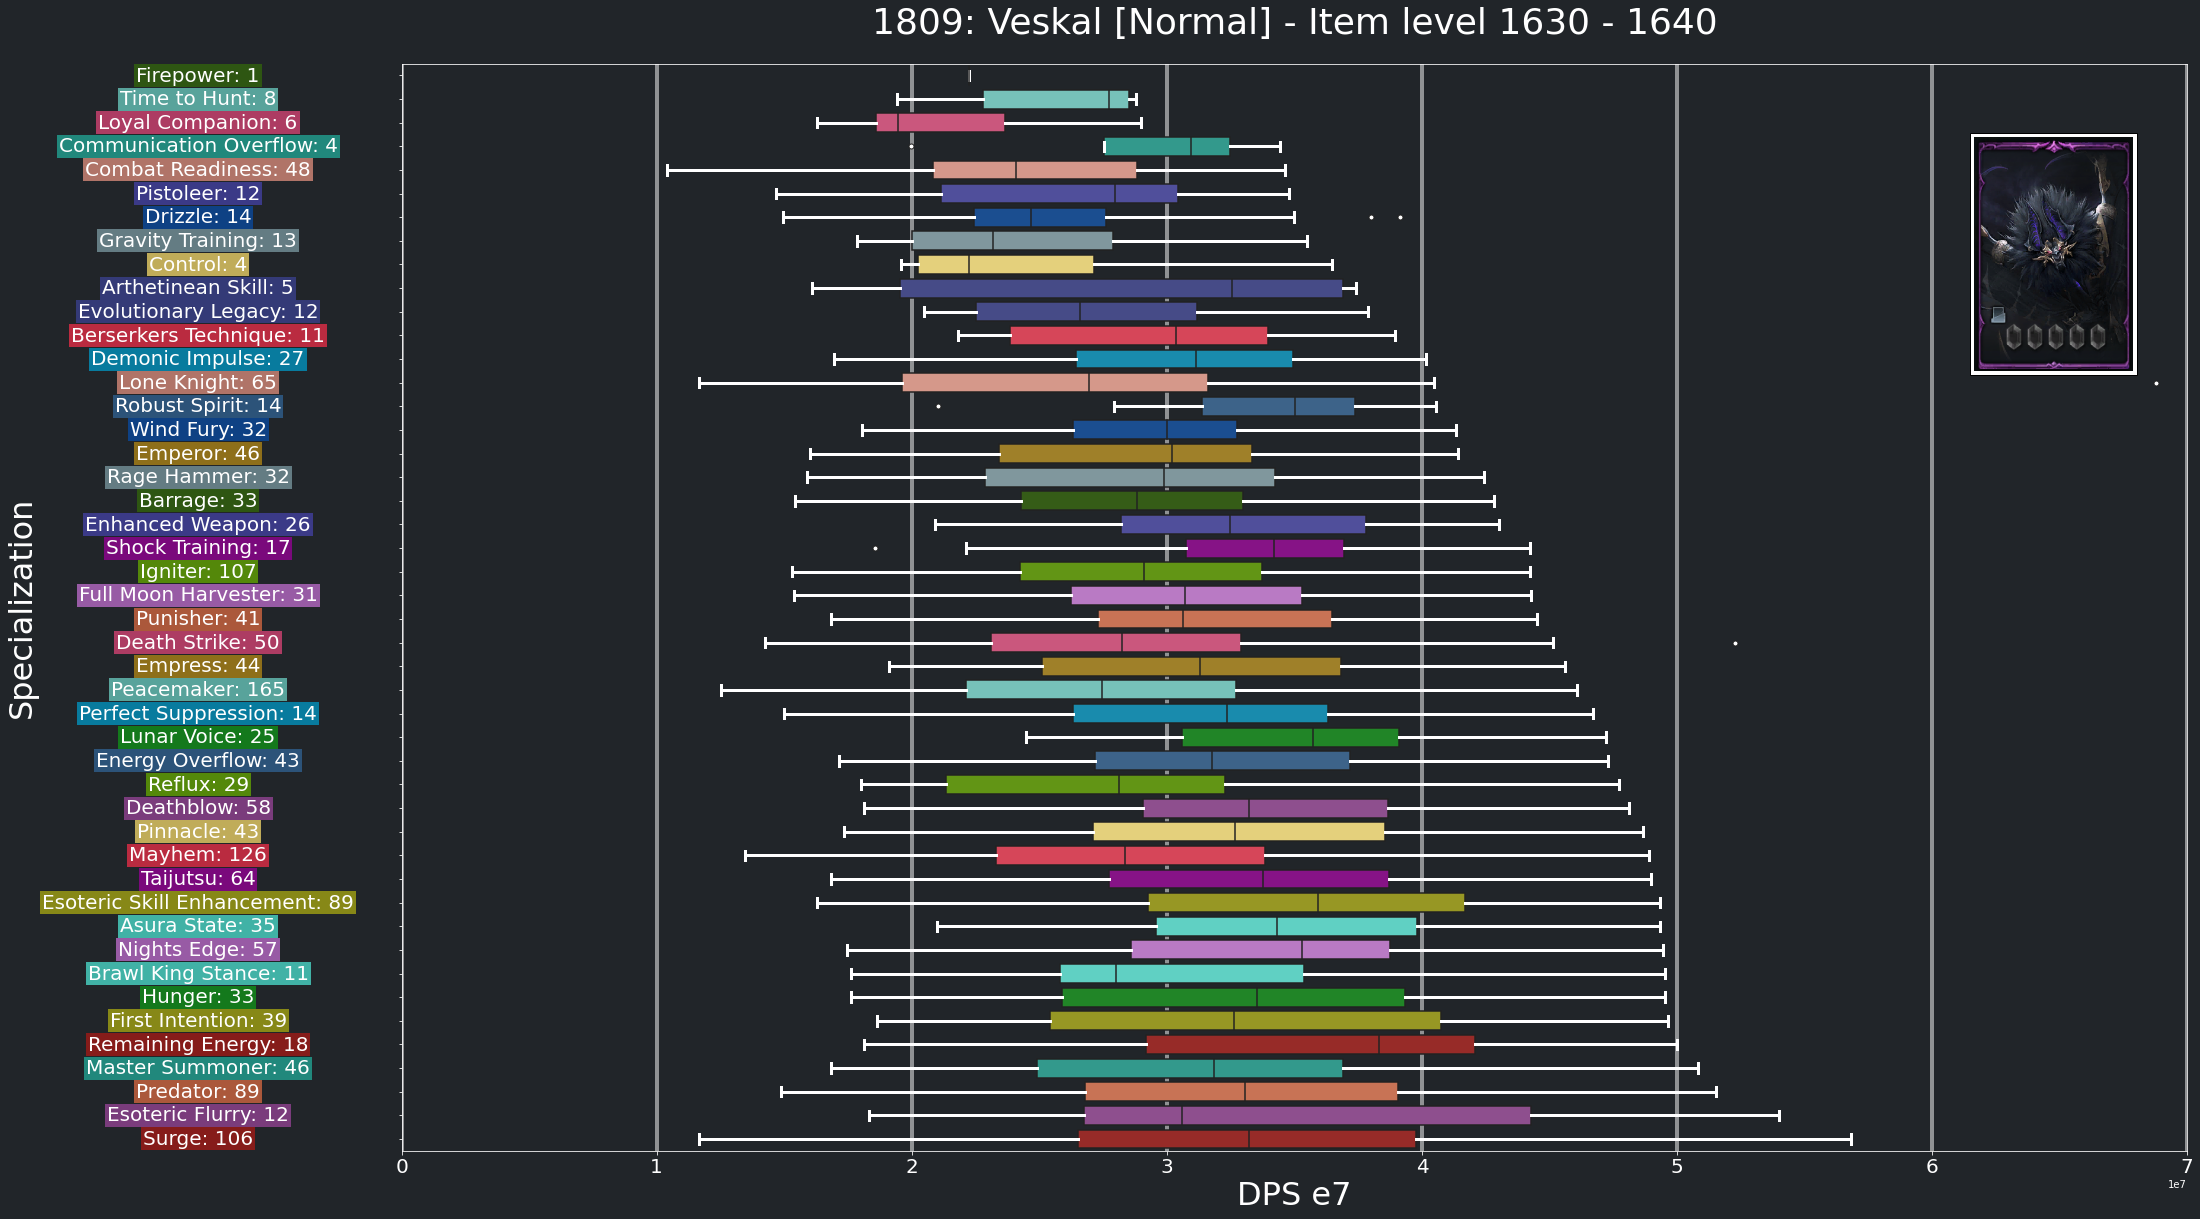 1809: Veskal [Normal] - Item level 1630 - 1640
Firepower: 1
Time to Hunt: 8
Loyal Companion: 6
Communication Overflow: 4
Combat Readiness: 48
Pistoleer: 12
Drizzle: 14
Gravity Training: 13
Control: 4
Arthetinean Skill: 5
Evolutionary Legacy: 12
Berserkers Technique: 11
Demonic Impulse: 27
Lone Knight: 65
Robust Spirit: 14
Wind Fury: 32
Emperor: 46
Rage Hammer: 32
Barrage: 33
Enhanced Weapon: 26
Shock Training: 17
Igniter: 107
Full Moon Harvester: 31
Punisher: 41
Death Strike: 50
Empress: 44
Peacemaker: 165
Perfect Suppression: 14
Lunar Voice: 25
Energy Overflow: 43
Reflux: 29
Deathblow: 58
Pinnacle: 43
Mayhem: 126
Taijutsu: 64
Esoteric Skill Enhancement: 89
Asura State: 35
Nights Edge: 57
Brawl King Stance: 11
Hunger: 33
First Intention: 39
Remaining Energy: 18
Master Summoner: 46
Predator: 89
Esoteric Flurry: 12
Surge: 106
Specialization
0 1 2 3 4 5 6 7
DPS e7
1e7